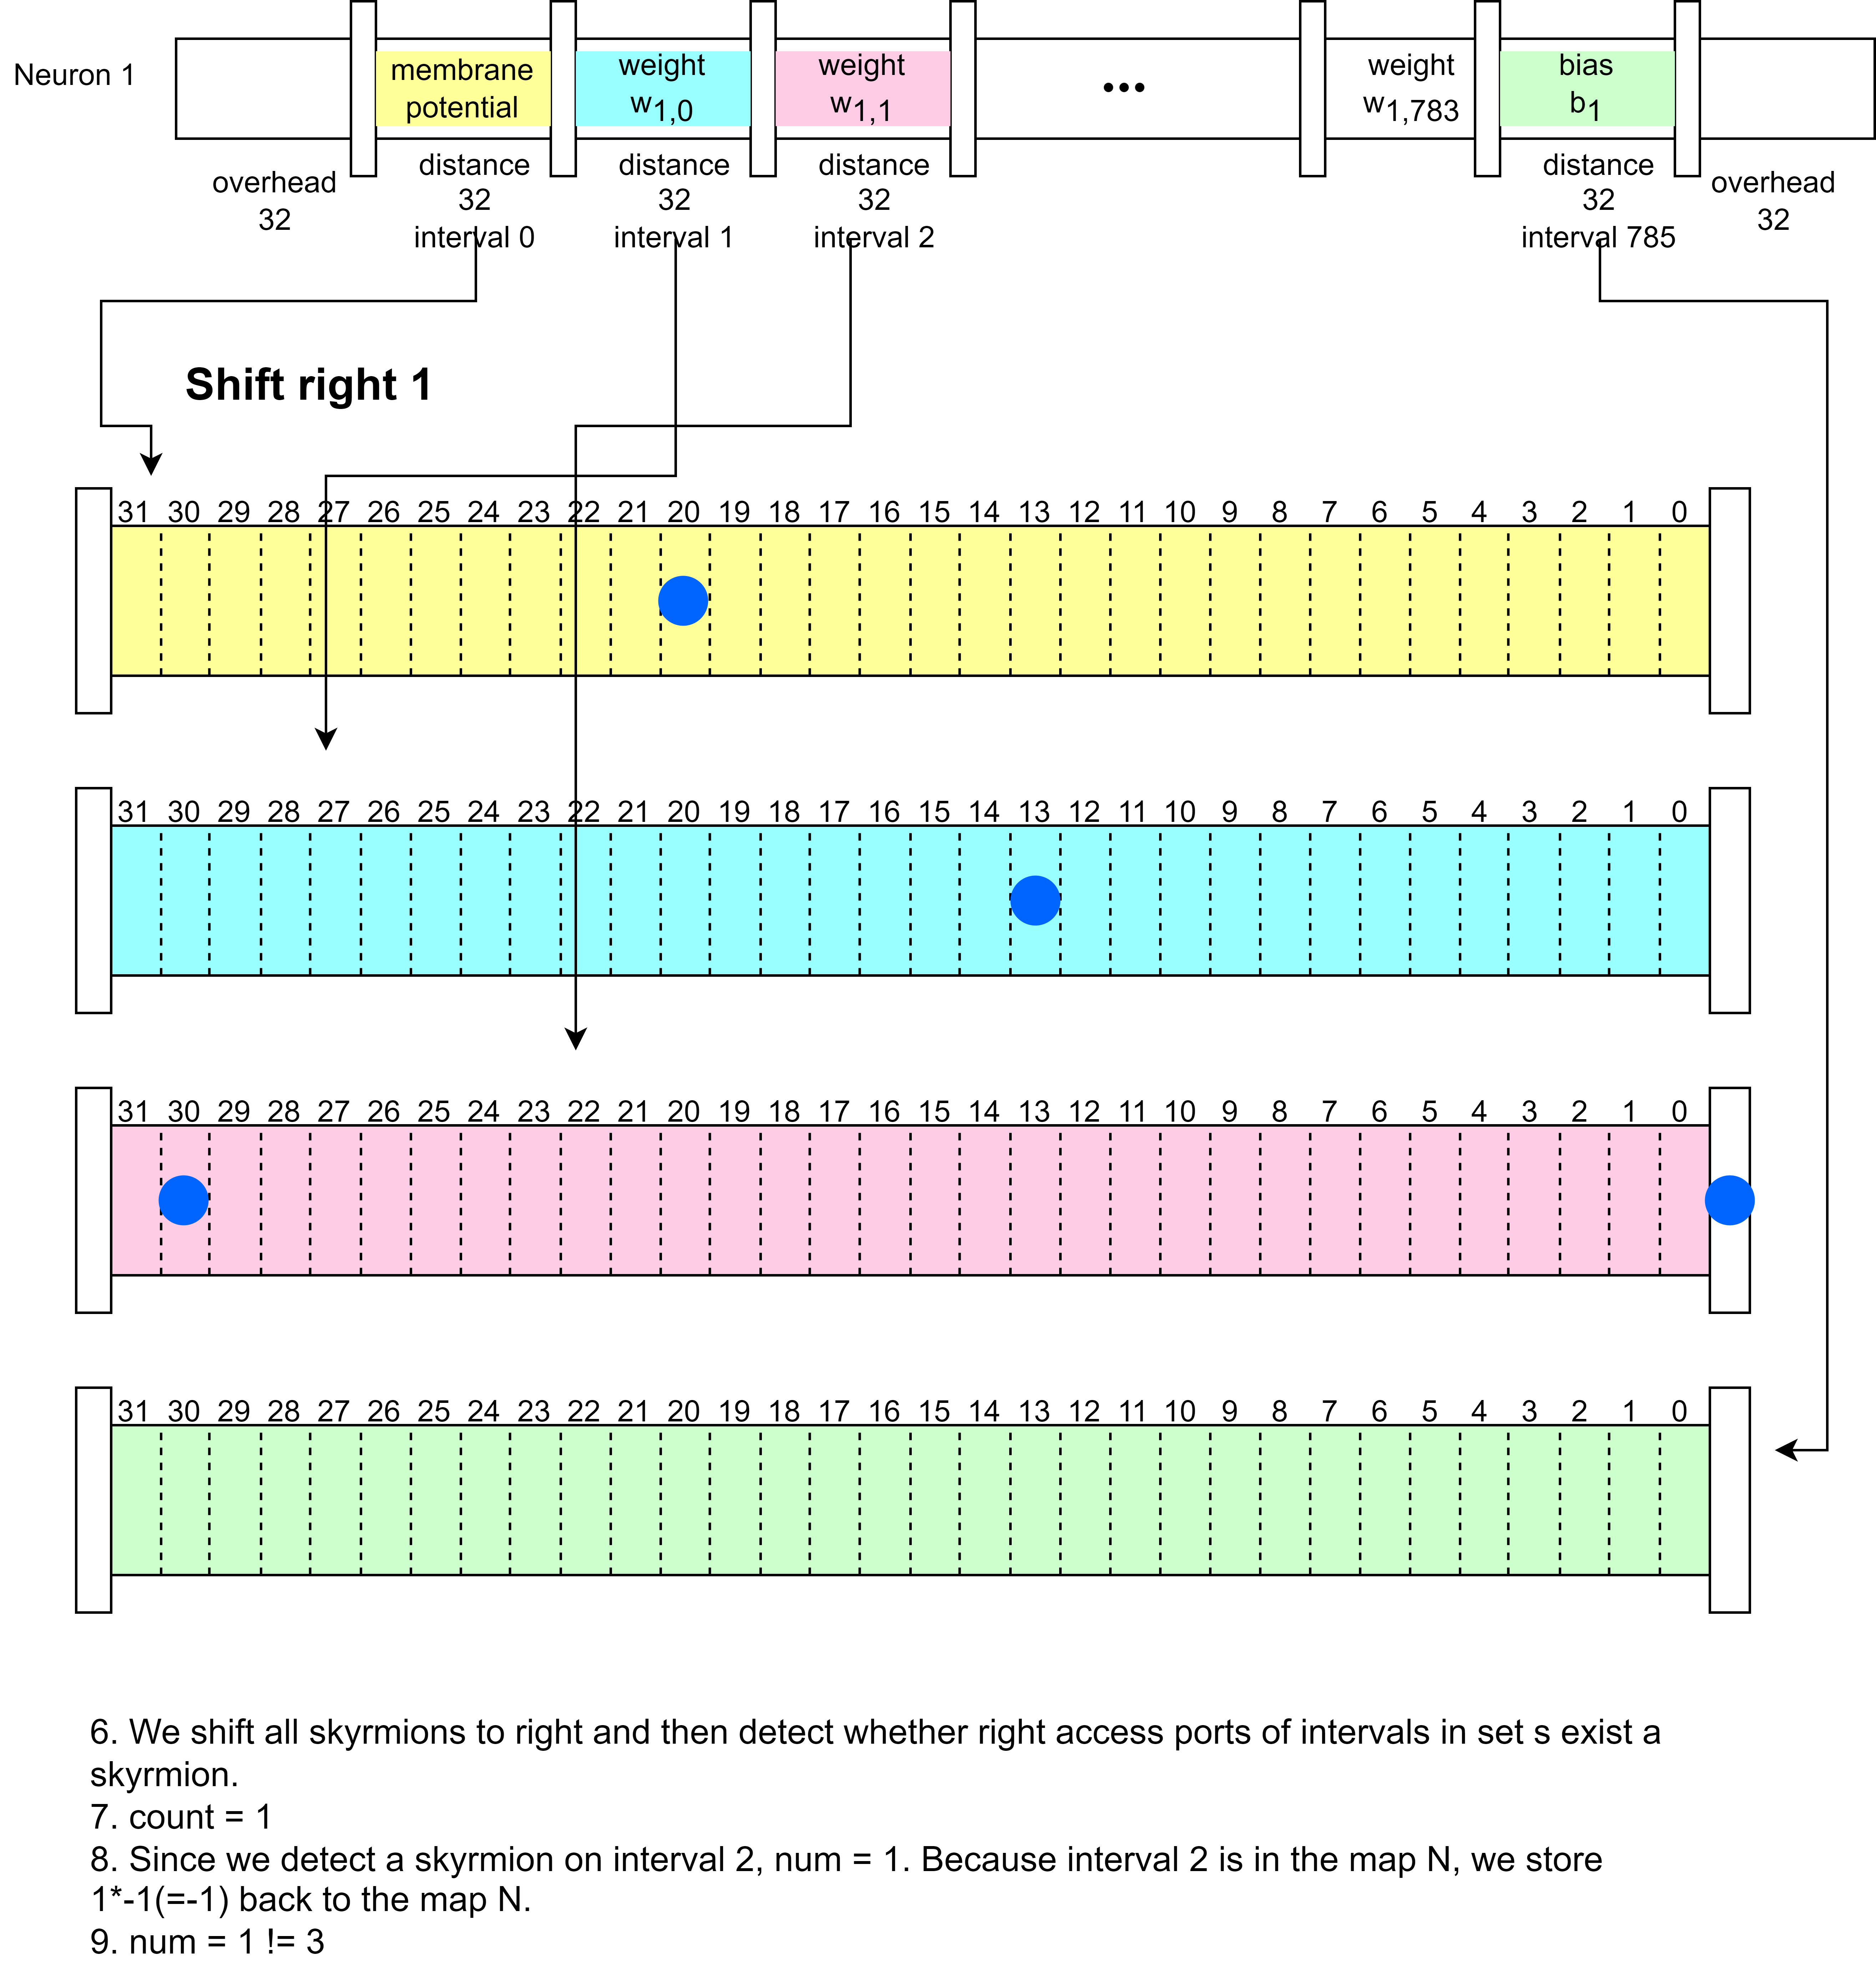 Neuron 1
membrane
potential
weight
w1,0
weight
w1,1
...
weight
w1,783
bias
b1
overhead
32
distance
32
interval 0
distance
32
interval 1
distance
32
interval 2
distance
32
interval 785
overhead
32
Shift right 1
31 30 29 28 27 26 25 24 23 22 21 20 19 18 17 16 15 14 13 12 11 10 9 8 7 6 5 4 3 2 1 0
31 30 29 28 27 26 25 24 23 22 21 20 19 18 17 16 15 14 13 12 11 10 9 8 7 6 5 4 3 2 1 0
31 30 29 28 27 26 25 24 23 22 21 20 19 18 17 16 15 14 13 12 11 10 9 8 7 6 5 4 3 2 1 0
31 30 29 28 27 26 25 24 23 22 21 20 19 18 17 16 15 14 13 12 11 10 9 8 7 6 5 4 3 2 1 0
6. We shift all skyrmions to right and then detect whether right access ports of intervals in set s exist a
skyrmion.
7. count = 1
8. Since we detect a skyrmion on interval 2, num = 1. Because interval 2 is in the map N, we store
1*-1(=-1) back to the map N.
9. num = 1 != 3